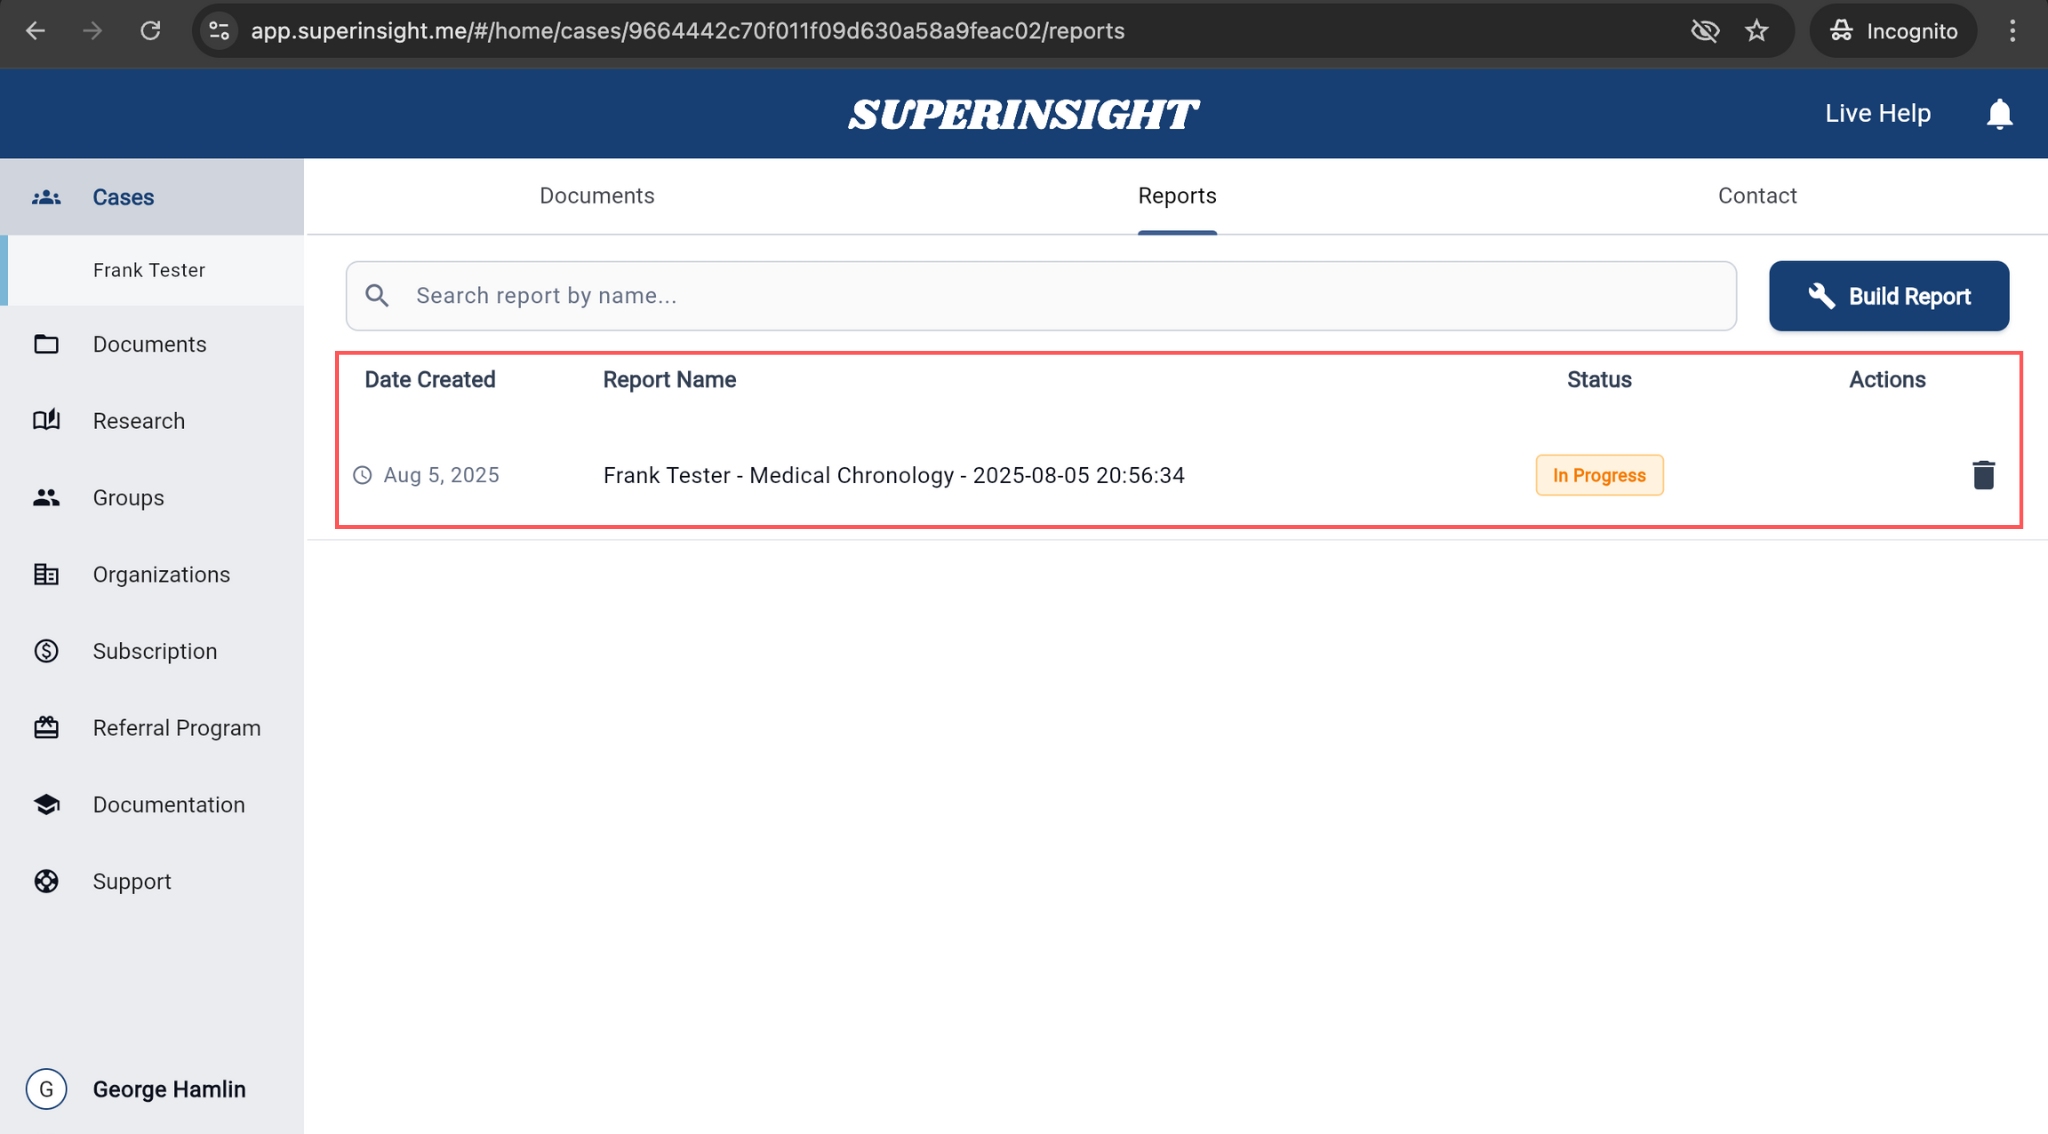 app.superinsight.me/#/home/cases/9664442c70f011f09d630a58a9feac02/reports
Incognito
SUPERINSIGHT
Live Help
Cases
Frank Tester
Documents
Research
Groups
Organizations
Subscription
Referral Program
Documentation
Support
G
George Hamlin
Documents
Reports
Contact
Search report by name...
Build Report
Date Created
Report Name
Status
Actions
Aug 5, 2025
Frank Tester - Medical Chronology - 2025-08-05 20:56:34
In Progress